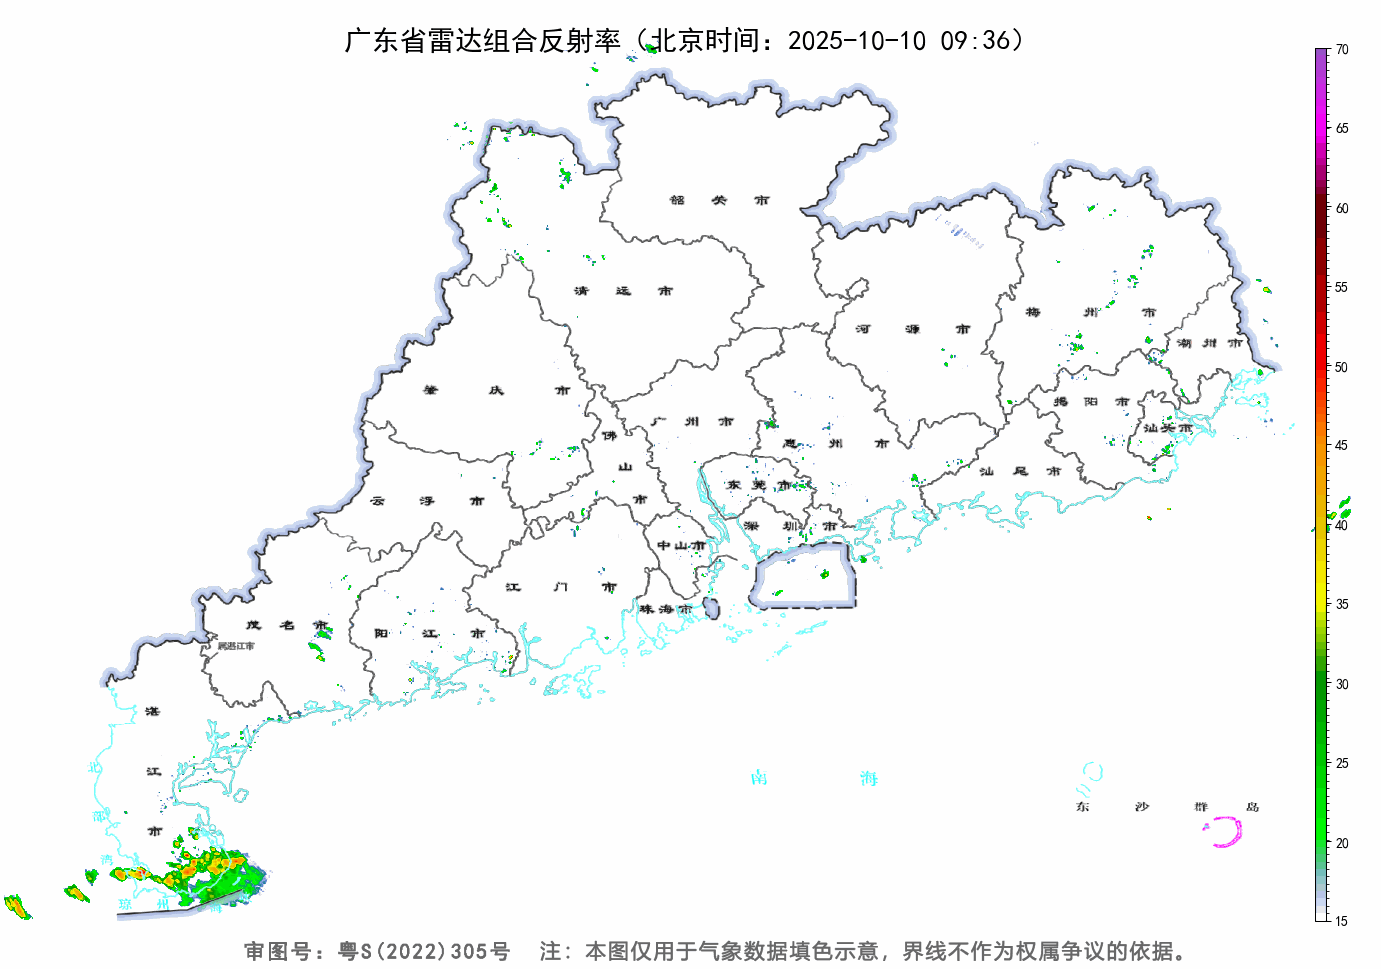 广东省雷达组合反射率（北京时间：2025-10-10 09:36）
70
65
60
55
50
45
40
35
30
25
20
15
韶关市
清远市
河源市
梅州市
潮州市
肇庆市
广州市
惠州市
揭阳市
汕头市
佛山市
云浮市
东莞市
汕尾市
深圳市
中山市
江门市
珠海市
茂名市
阳江市
属湛江市
湛江市
北部湾
琼州
南海
东沙群岛
审图号：粤S(2022)305号 注：本图仅用于气象数据填色示意，界线不作为权属争议的依据。